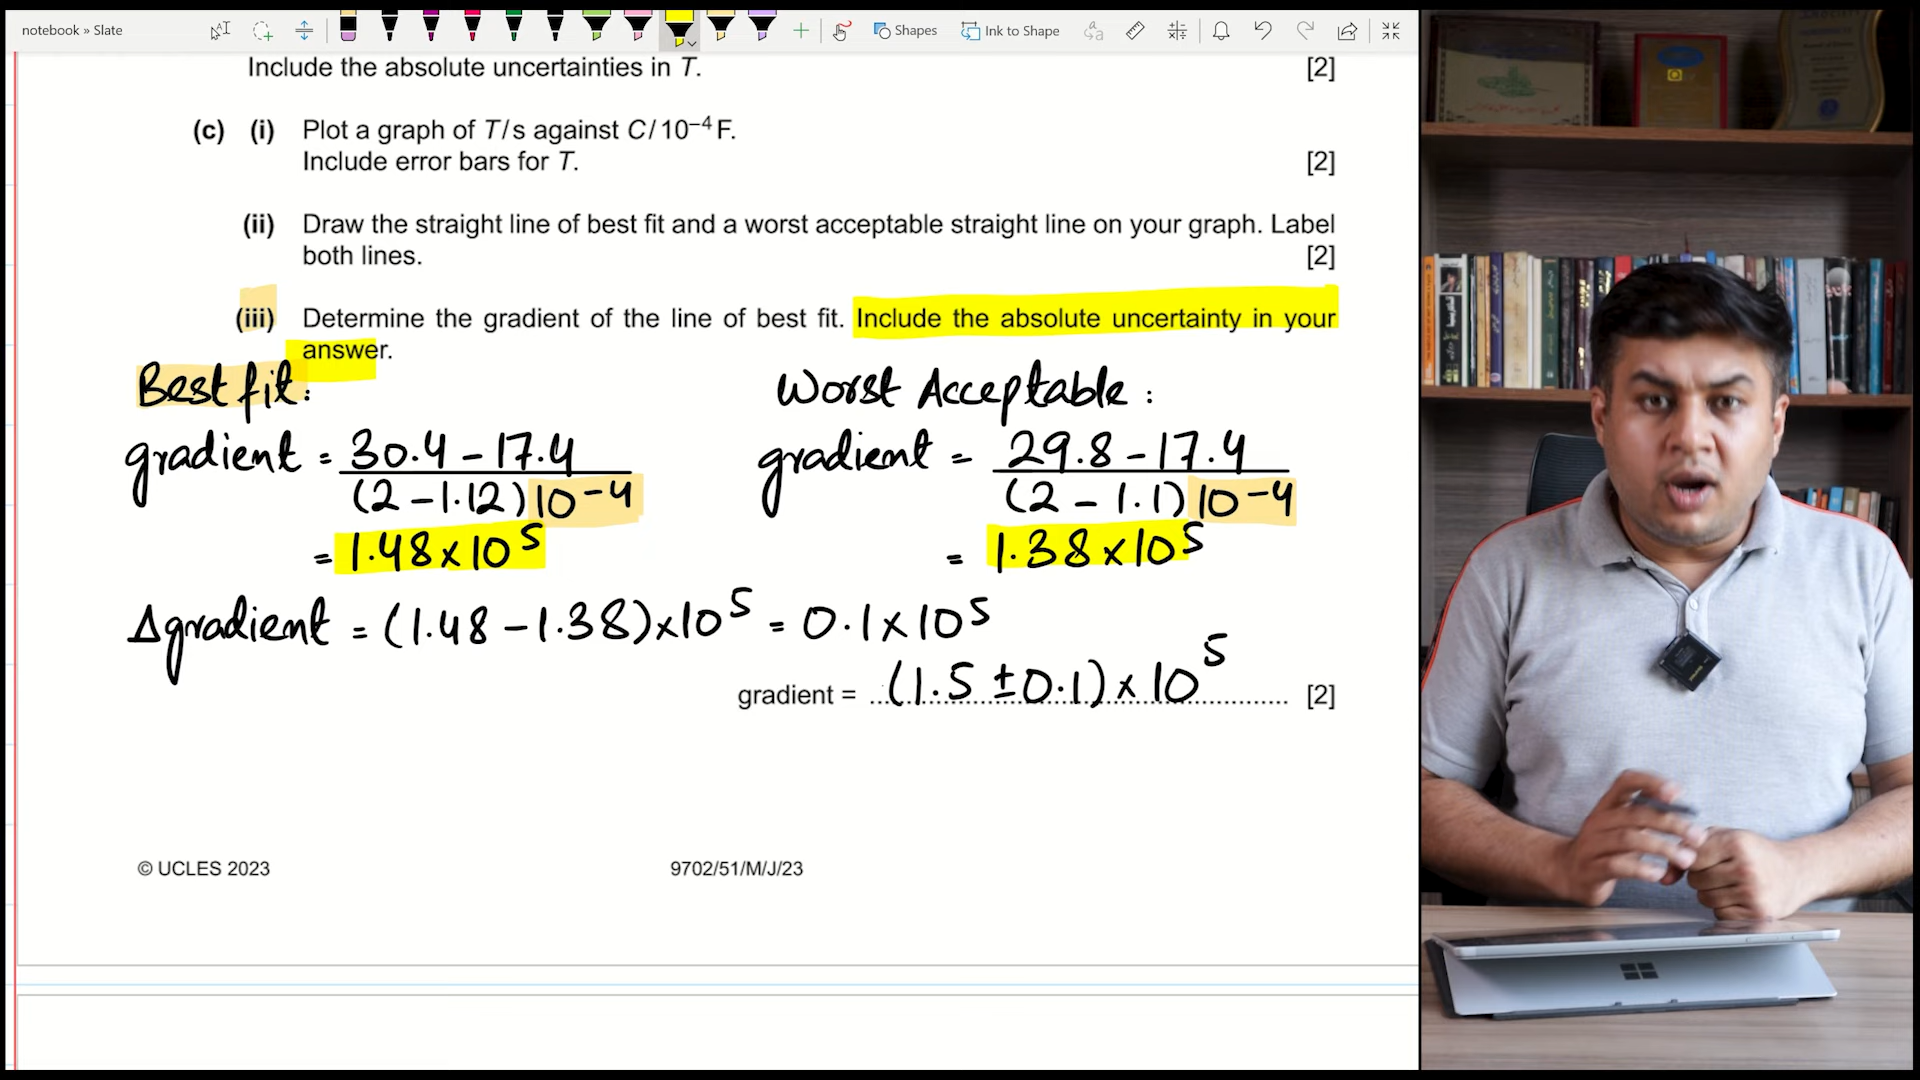 notebook » Slate
Shapes
Ink to Shape
Include the absolute uncertainties in T. [2]
(c) (i) Plot a graph of T/s against C/10⁻⁴F.
Include error bars for T. [2]
(ii) Draw the straight line of best fit and a worst acceptable straight line on your graph. Label
both lines. [2]
(iii) Determine the gradient of the line of best fit. Include the absolute uncertainty in your
answer.
Best fit:
gradient = 30.4 - 17.4
(2 - 1.12) 10⁻⁴
= 1.48 x 10⁵
Worst Acceptable :
gradient = 29.8 - 17.4
(2 - 1.1) 10⁻⁴
= 1.38 x 10⁵
Δgradient = (1.48 - 1.38) x 10⁵ = 0.1 x 10⁵
gradient = (1.5 ± 0.1) x 10⁵ [2]
© UCLES 2023
9702/51/M/J/23